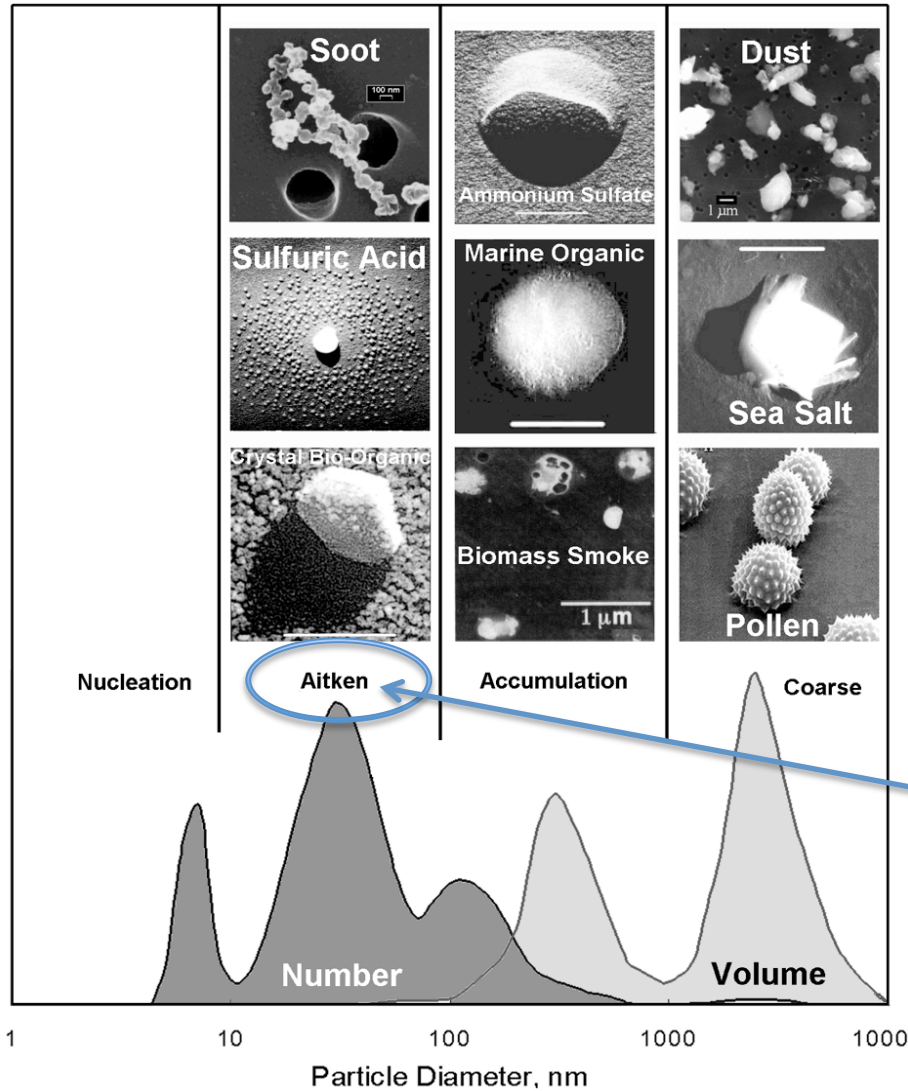 Soot
100 nm
Ammonium Sulfate
Dust
1 µm
Sulfuric Acid
Marine Organic
Sea Salt
Crystal Bio-Organic
Biomass Smoke
1 µm
Pollen
Nucleation
Aitken
Accumulation
Coarse
Number
Volume
1
10
100
1000
1000
Particle Diameter, nm